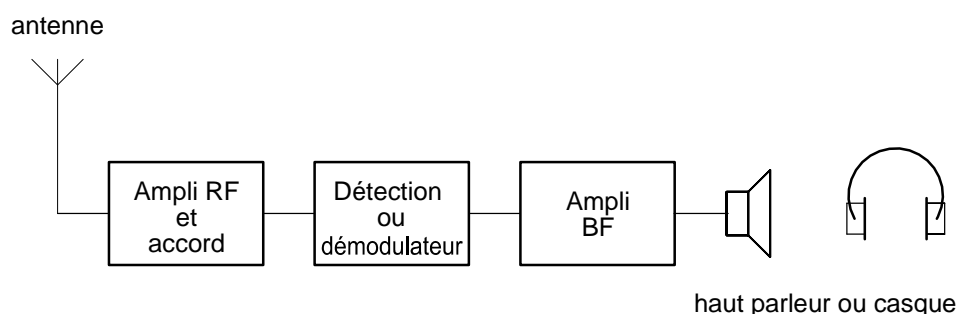 antenne
Ampli RF
et
accord
Détection
ou
démodulateur
Ampli
BF
haut parleur ou casque